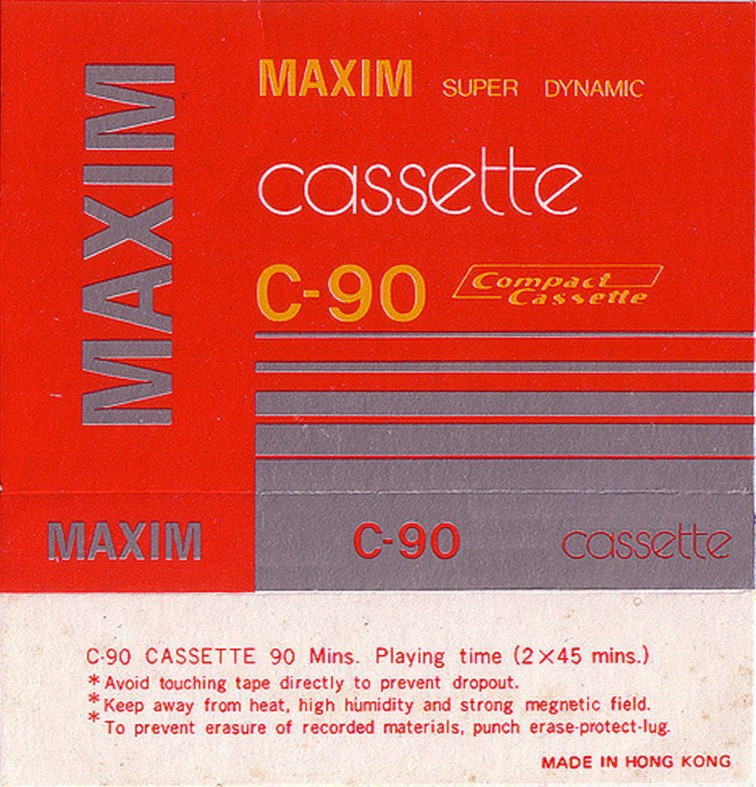 MAXIM
MAXIM SUPER DYNAMIC
cassette
C-90 Compact Cassette
MAXIM C-90 cassette
C-90 CASSETTE 90 Mins. Playing time (2×45 mins.)
*Avoid touching tape directly to prevent dropout.
*Keep away from heat, high humidity and strong megnetic field.
*To prevent erasure of recorded materials, punch erase-protect-lug.
MADE IN HONG KONG